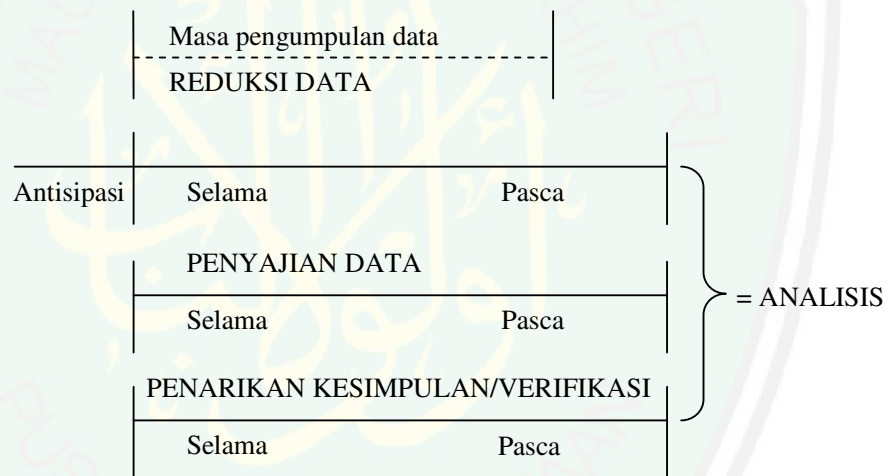 Masa pengumpulan data
REDUKSI DATA
Antisipasi Selama Pasca
PENYAJIAN DATA
= ANALISIS
Selama Pasca
PENARIKAN KESIMPULAN/VERIFIKASI
Selama Pasca